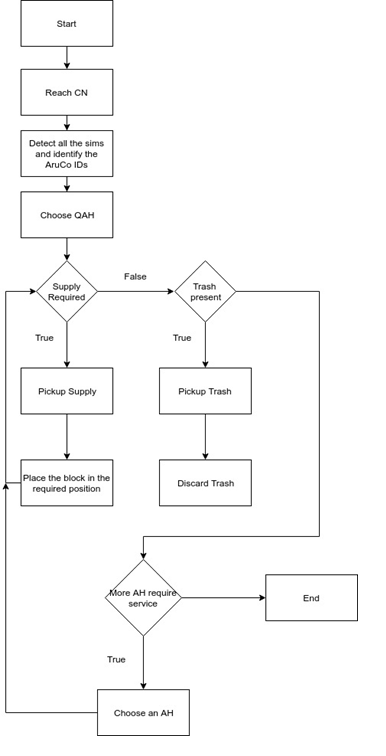 Start
Reach CN
Detect all the sims
and identify the
AruCo IDs
Choose QAH
Supply
Required
False
Trash
present
True
True
Pickup Supply
Pickup Trash
Place the block in the
required position
Discard Trash
More AH require
service
End
True
Choose an AH